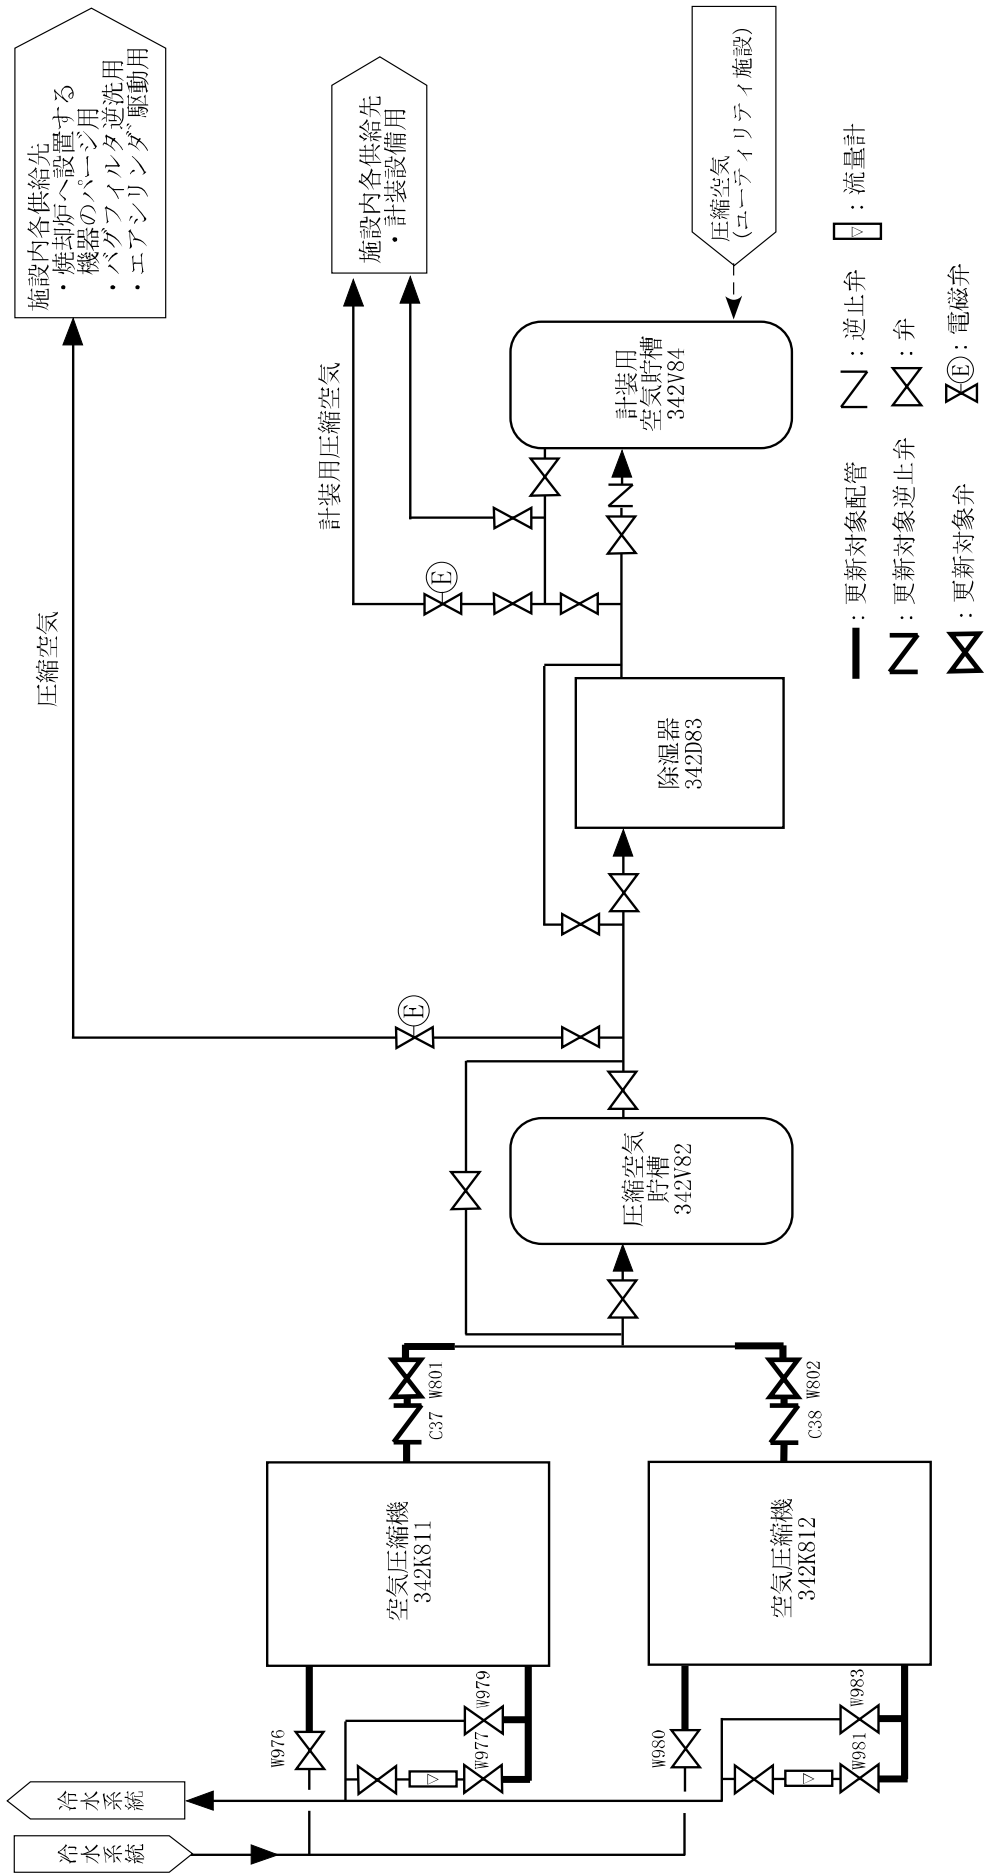 冷水系統
冷水系統
W976
W977
W979
空気圧縮機
342K811
C37
W801
W980
W981
W983
空気圧縮機
342K812
C38
W802
圧縮空気
貯槽
342V82
E
圧縮空気
施設内各供給先
・焼却炉へ設置する
機器のパージ用
・バグフィルタ逆洗用
・エアシリンダ駆動用
除湿器
342D83
E
計装用圧縮空気
施設内各供給先
・計装設備用
計装用
空気貯槽
342V84
圧縮空気
(ユーティリティ施設)
:更新対象配管
:逆止弁
:流量計
:更新対象逆止弁
:弁
:更新対象弁
E:電磁弁